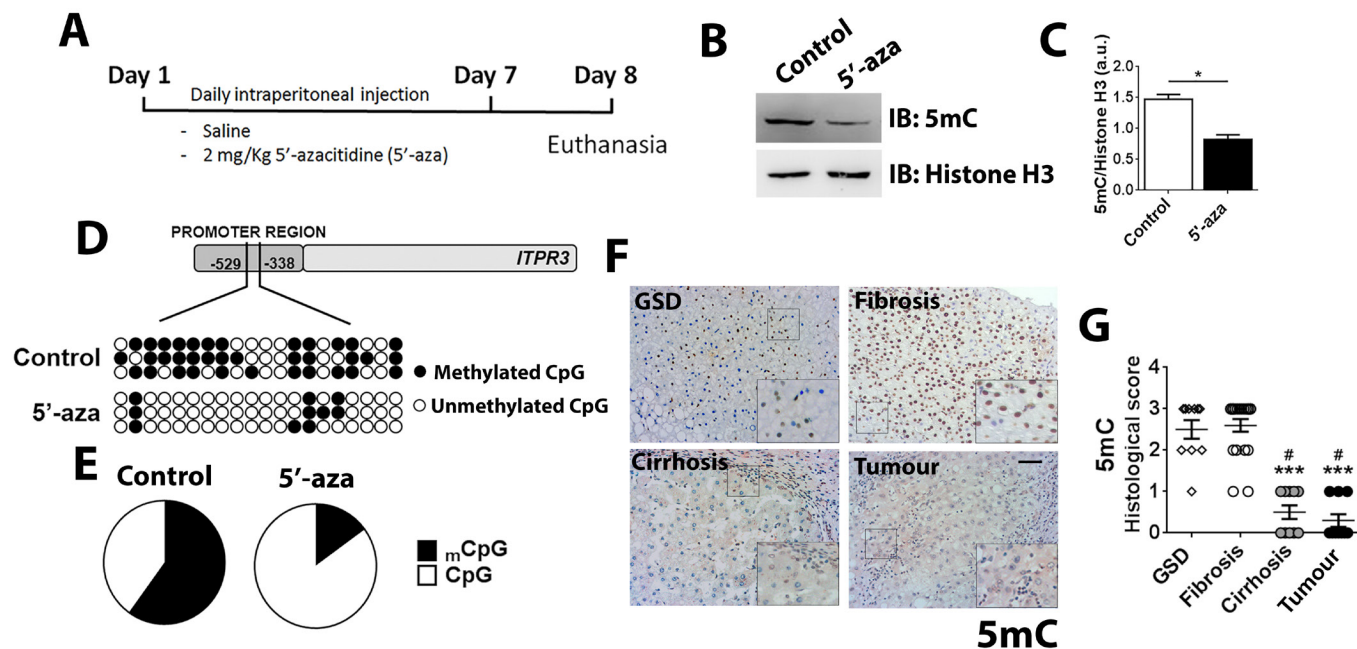 A
Day 1
Day 7
Day 8
Daily intraperitoneal injection
- Saline
- 2 mg/Kg 5’-azacitidine (5’-aza)
Euthanasia
B
Control
5’-aza
IB: 5mC
IB: Histone H3
C
5mC/Histone H3 (a.u.)
2.0
1.5
1.0
0.5
0.0
*
Control
5'-aza
D
PROMOTER REGION
-529
-338
ITPR3
Control
5’-aza
Methylated CpG
Unmethylated CpG
E
Control
5’-aza
mCpG
CpG
F
GSD
Fibrosis
Cirrhosis
Tumour
5mC
G
5mC
Histological score
4
3
2
1
0
#
***
#
***
GSD
Fibrosis
Cirrhosis
Tumour